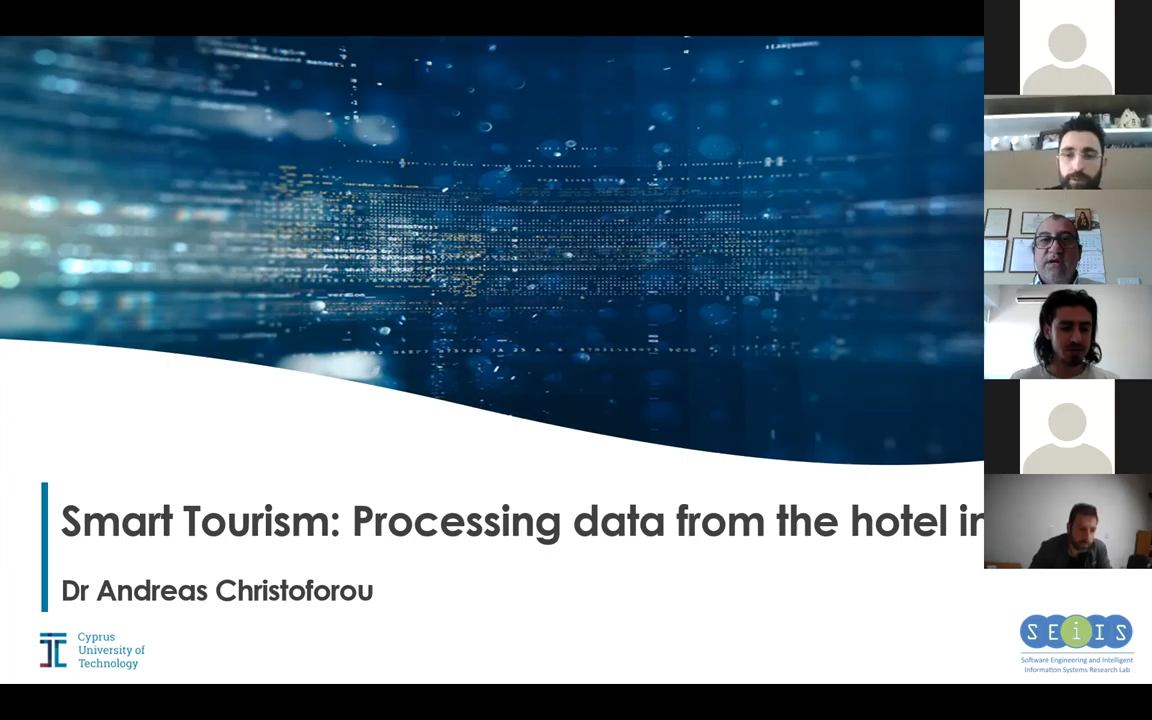 Smart Tourism: Processing data from the hotel in
Dr Andreas Christoforou
Cyprus
University of
Technology
SEiIS
Software Engineering and Intelligent
Information Systems Research Lab